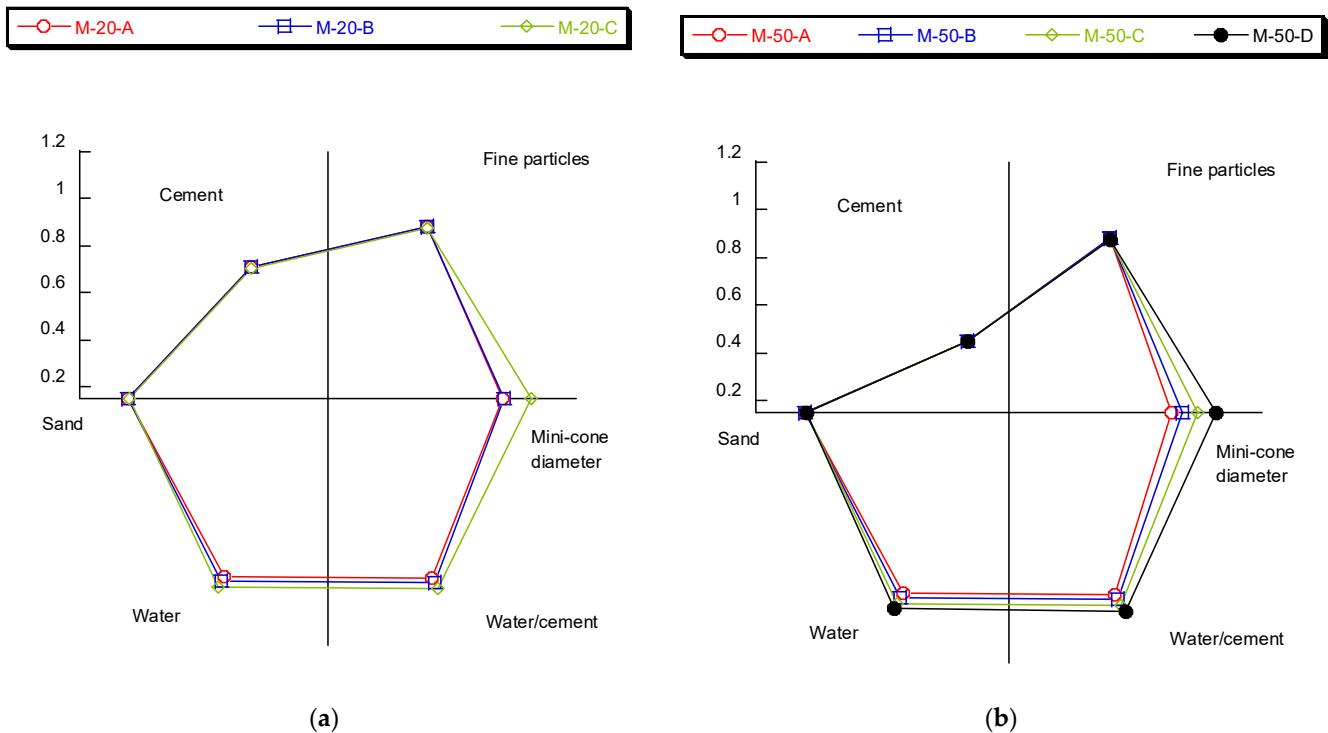 M-20-A M-20-B M-20-C
M-50-A M-50-B M-50-C M-50-D
1.2
1
0.8
0.6
0.4
0.2
Cement
Fine particles
Sand
Mini-cone
diameter
Water
Water/cement
(a)
1.2
1
0.8
0.6
0.4
0.2
Cement
Fine particles
Sand
Mini-cone
diameter
Water
Water/cement
(b)